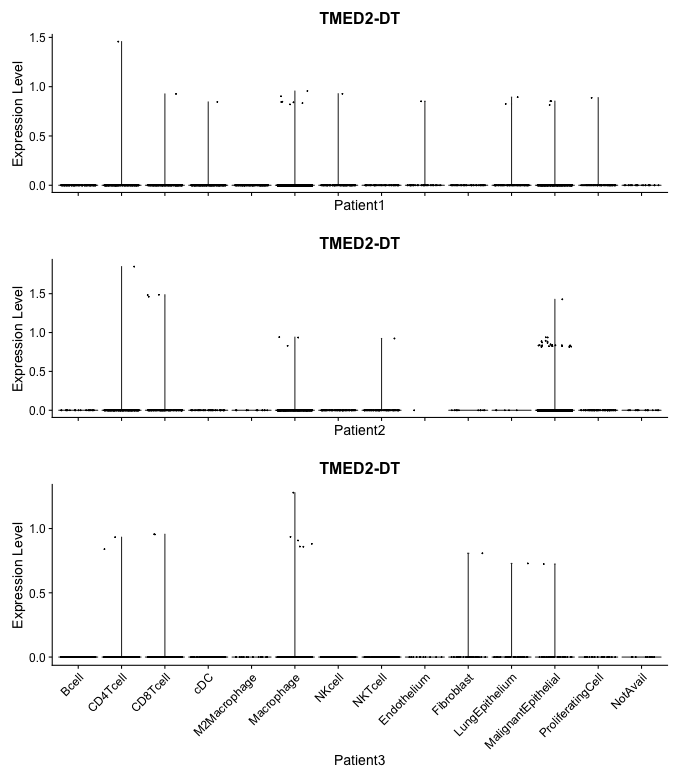 TMED2-DT
Expression Level
1.5
1.0
0.5
0.0
Patient1
TMED2-DT
Expression Level
1.5
1.0
0.5
0.0
Patient2
TMED2-DT
Expression Level
1.0
0.5
0.0
Bcell
CD4Tcell
CD8Tcell
cDC
M2Macrophage
Macrophage
NKcell
NKTcell
Endothelium
Fibroblast
LungEpithelium
MalignantEpithelial
ProliferatingCell
NotAvail
Patient3